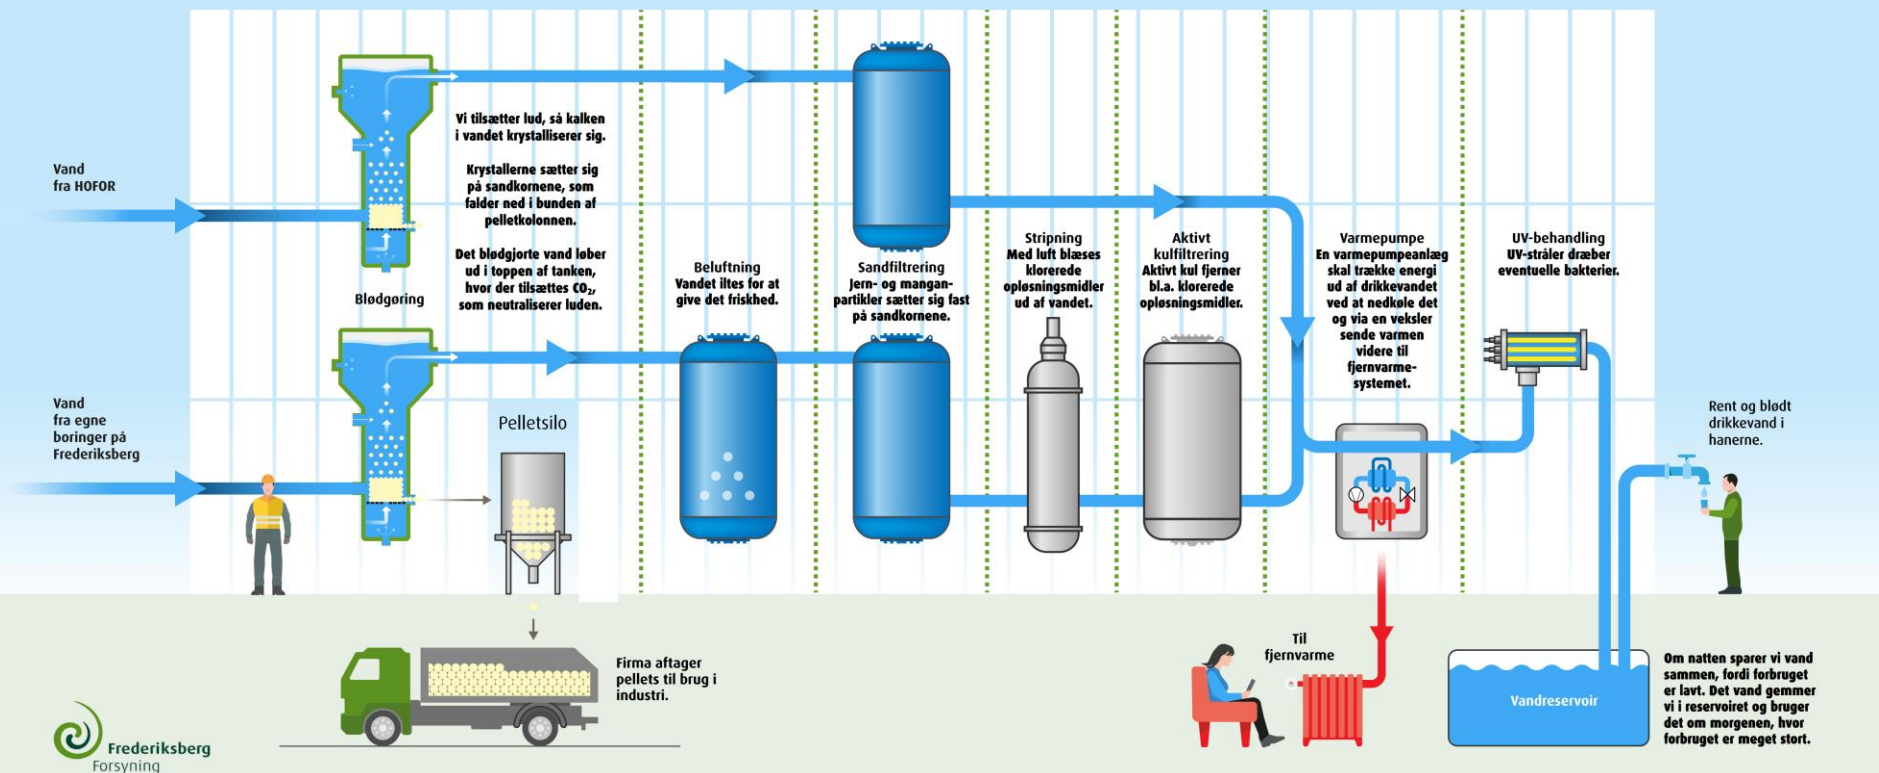 Vand
fra HOFOR
Vand
fra egne
boringer på
Frederiksberg
Blødgøring
Vi tilsætter lud, så kalken
i vandet krystalliserer sig.
Krystallerne sætter sig
på sandkornene, som
falder ned i bunden af
pelletkolonnen.
Det blødgjorte vand løber
ud i toppen af tanken,
hvor der tilsættes CO₂,
som neutraliserer luden.
Pelletsilo
Firma aftager
pellets til brug i
industri.
Beluftning
Vandet iltes for at
give det friskhed.
Sandfiltrering
Jern- og mangan-
partikler sætter sig fast
på sandkornene.
Stripning
Med luft blæses
klorerede
opløsningsmidler
ud af vandet.
Aktivt
kulfiltrering
Aktivt kul fjerner
bl.a. klorerede
opløsningsmidler.
Varmepumpe
En varmepumpeanlæg
skal trække energi
ud af drikkevandet
ved at nedkøle det
og via en veksler
sende varmen
videre til
fjernvarme-
systemet.
Til
fjernvarme
UV-behandling
UV-stråler dræber
eventuelle bakterier.
Rent og blødt
drikkevand i
hanerne.
Vandreservoir
Om natten sparer vi vand
sammen, fordi forbruget
er lavt. Det vand gemmer
vi i reservoiret og bruger
det om morgenen, hvor
forbruget er meget stort.
Frederiksberg
Forsyning